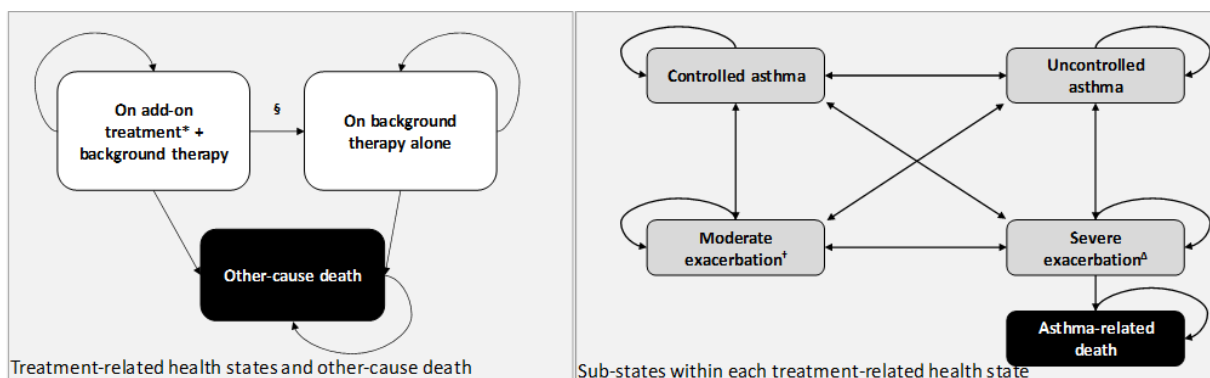 On add-on
treatment* +
background therapy
§
On background
therapy alone
Other-cause death
Treatment-related health states and other-cause death
Controlled asthma
Uncontrolled
asthma
Moderate
exacerbation†
Severe
exacerbationΔ
Asthma-related
death
Sub-states within each treatment-related health state